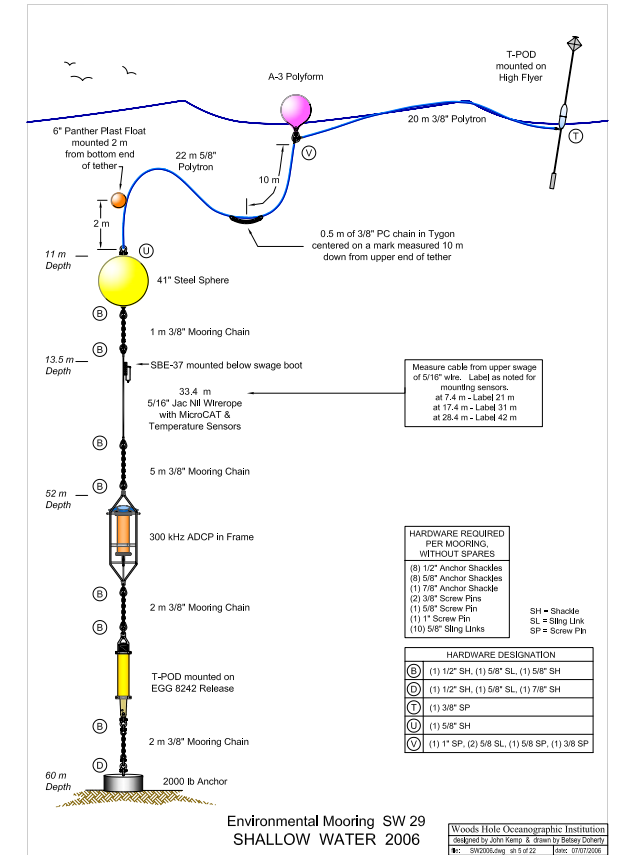 T-POD
mounted on
High Flyer
A-3 Polyform
20 m 3/8" Polytron
T
6" Panther Plast Float
mounted 2 m
from bottom end
of tether
22 m 5/8"
Polytron
V
10 m
2 m
0.5 m of 3/8" PC chain in Tygon
centered on a mark measured 10 m
down from upper end of tether
U
11 m
Depth
41" Steel Sphere
B
1 m 3/8" Mooring Chain
B
13.5 m
Depth
SBE-37 mounted below swage boot
33.4 m
5/16" Jac Nil Wirerope
with MicroCAT &
Temperature Sensors
Measure cable from upper swage
of 5/16" wire. Label as noted for
mounting sensors.
at 7.4 m - Label 21 m
at 17.4 m - Label 31 m
at 28.4 m - Label 42 m
B
5 m 3/8" Mooring Chain
B
52 m
Depth
300 kHz ADCP in Frame
B
2 m 3/8" Mooring Chain
B
T-POD mounted on
EGG 8242 Release
B
2 m 3/8" Mooring Chain
D
60 m
Depth
2000 lb Anchor
HARDWARE REQUIRED
PER MOORING,
WITHOUT SPARES
(8) 1/2" Anchor Shackles
(8) 5/8" Anchor Shackles
(1) 7/8" Anchor Shackle
(2) 3/8" Screw Pins
(1) 5/8" Screw Pin
(1) 1" Screw Pin
(10) 5/8" Sling Links
SH = Shackle
SL = Sling Link
SP = Screw Pin
HARDWARE DESIGNATION
B (1) 1/2" SH, (1) 5/8" SL, (1) 5/8" SH
D (1) 1/2" SH, (1) 5/8" SL, (1) 7/8" SH
T (1) 3/8" SP
U (1) 5/8" SH
V (1) 1" SP, (2) 5/8 SL, (1) 5/8 SP, (1) 3/8 SP
Environmental Mooring SW 29
SHALLOW WATER 2006
Woods Hole Oceanographic Institution
designed by John Kemp & drawn by Betsey Doherty
file: SW2006.dwg sh 5 of 22 date: 07/07/2006